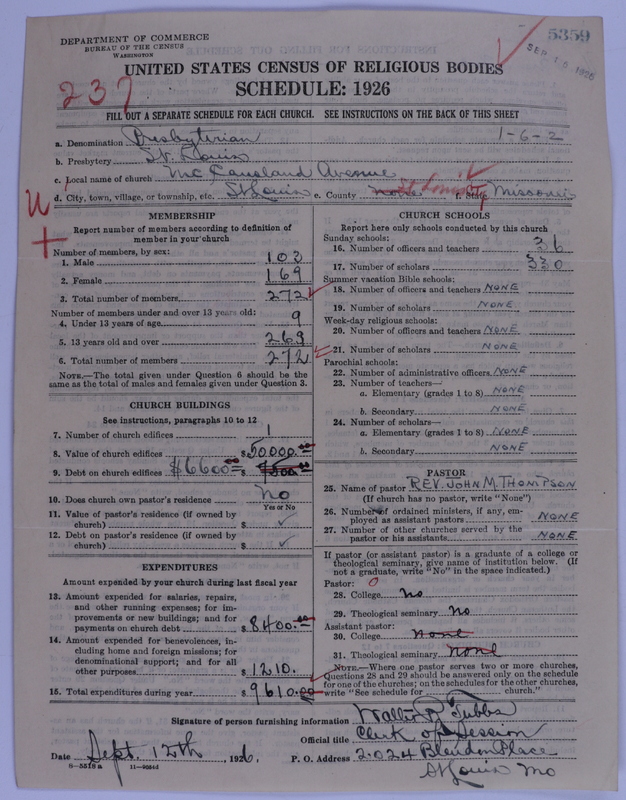 DEPARTMENT OF COMMERCE
BUREAU OF THE CENSUS
WASHINGTON
5359
SEP 15 1926
237
UNITED STATES CENSUS OF RELIGIOUS BODIES
SCHEDULE: 1926
FILL OUT A SEPARATE SCHEDULE FOR EACH CHURCH. SEE INSTRUCTIONS ON THE BACK OF THIS SHEET
1-6-2
a. Denomination Presbyterian
b. Presbytery St. Louis
c. Local name of church McCausland Avenue
d. City, town, village, or township, etc. St Louis e. County St Louis f. State Missouri
U
MEMBERSHIP
Report number of members according to definition of
member in your church
Number of members, by sex:
1. Male 103
2. Female 169
3. Total number of members 272
Number of members under and over 13 years old:
4. Under 13 years of age 9
5. 13 years old and over 263
6. Total number of members 272
NOTE.—The total given under Question 6 should be the
same as the total of males and females given under Question 3.
CHURCH BUILDINGS
See instructions, paragraphs 10 to 12
7. Number of church edifices 1
8. Value of church edifices $50000.00
9. Debt on church edifices $6600.00 $
10. Does church own pastor's residence No
Yes or No
11. Value of pastor's residence (if owned by
church) $ ✓
12. Debt on pastor's residence (if owned by
church) $ ✓
EXPENDITURES
Amount expended by your church during last fiscal year
13. Amount expended for salaries, repairs,
and other running expenses; for im-
provements or new buildings; and for
payments on church debt $8400.00
14. Amount expended for benevolences, in-
cluding home and foreign missions; for
denominational support; and for all
other purposes $1210.
15. Total expenditures during year $9610.00
CHURCH SCHOOLS
Report here only schools conducted by this church
Sunday schools:
16. Number of officers and teachers 36
17. Number of scholars 330
Summer vacation Bible schools:
18. Number of officers and teachers NONE
19. Number of scholars NONE
Week-day religious schools:
20. Number of officers and teachers NONE
21. Number of scholars NONE
Parochial schools:
22. Number of administrative officers NONE
23. Number of teachers—
a. Elementary (grades 1 to 8) NONE
b. Secondary NONE
24. Number of scholars—
a. Elementary (grades 1 to 8) NONE
b. Secondary NONE
PASTOR
25. Name of pastor REV. JOHN M. THOMPSON
(If church has no pastor, write "None")
26. Number of ordained ministers, if any, em-
ployed as assistant pastors NONE
27. Number of other churches served by the
pastor or his assistants NONE
If pastor (or assistant pastor) is a graduate of a college or
theological seminary, give name of institution below. (If
not a graduate, write "No" in the space indicated.)
Pastor: 0
28. College no
29. Theological seminary no
Assistant pastor:
30. College none
31. Theological seminary none
NOTE.—Where one pastor serves two or more churches,
Questions 28 and 29 should be answered only on the schedule
for one of the churches; on the schedules for the other churches,
write "See schedule for church."
Signature of person furnishing information Walter P. Tubbs
Official title Clerk of Session
Date Sept. 12th, 1926. P. O. Address 2024 Blendon Place
St Louis Mo
8—5518a 11—9284d